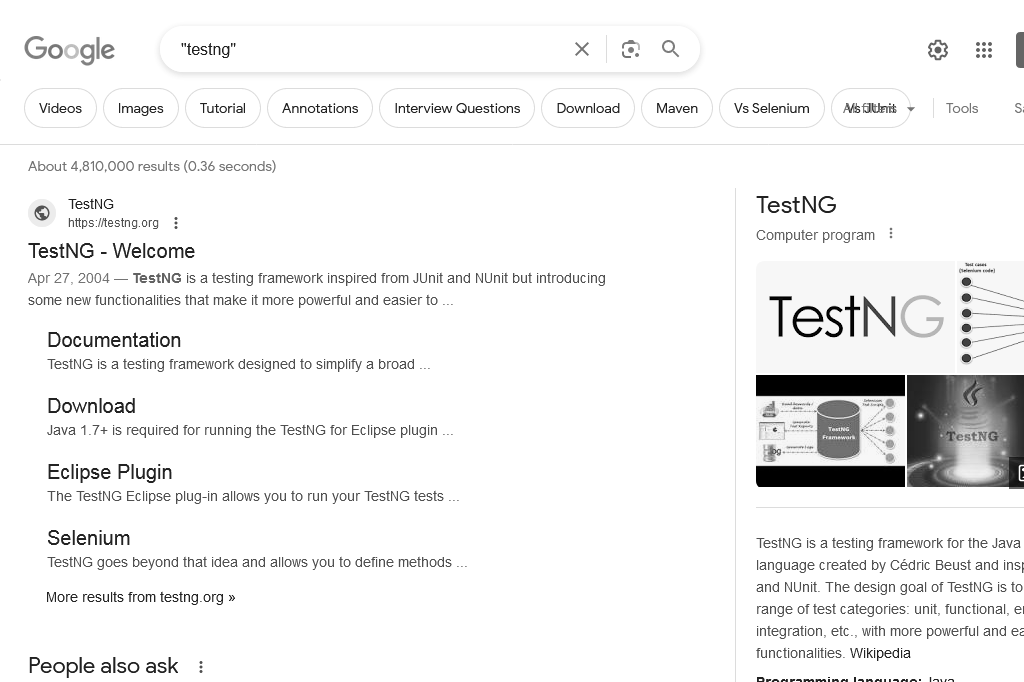 Google
"testng"
Videos
Images
Tutorial
Annotations
Interview Questions
Download
Maven
Vs Selenium
Vs JUnit
All filters
Tools
About 4,810,000 results (0.36 seconds)
TestNG
https://testng.org
TestNG - Welcome
Apr 27, 2004 — TestNG is a testing framework inspired from JUnit and NUnit but introducing
some new functionalities that make it more powerful and easier to ...
Documentation
TestNG is a testing framework designed to simplify a broad ...
Download
Java 1.7+ is required for running the TestNG for Eclipse plugin ...
Eclipse Plugin
The TestNG Eclipse plug-in allows you to run your TestNG tests ...
Selenium
TestNG goes beyond that idea and allows you to define methods ...
More results from testng.org »
People also ask
TestNG
Computer program
TestNG
Test cases
(Selenium code)
TestNG
Framework
TestNG
TestNG is a testing framework for the Java
language created by Cédric Beust and insp
and NUnit. The design goal of TestNG is to
range of test categories: unit, functional, e
integration, etc., with more powerful and ea
functionalities. Wikipedia
Programming language: Java